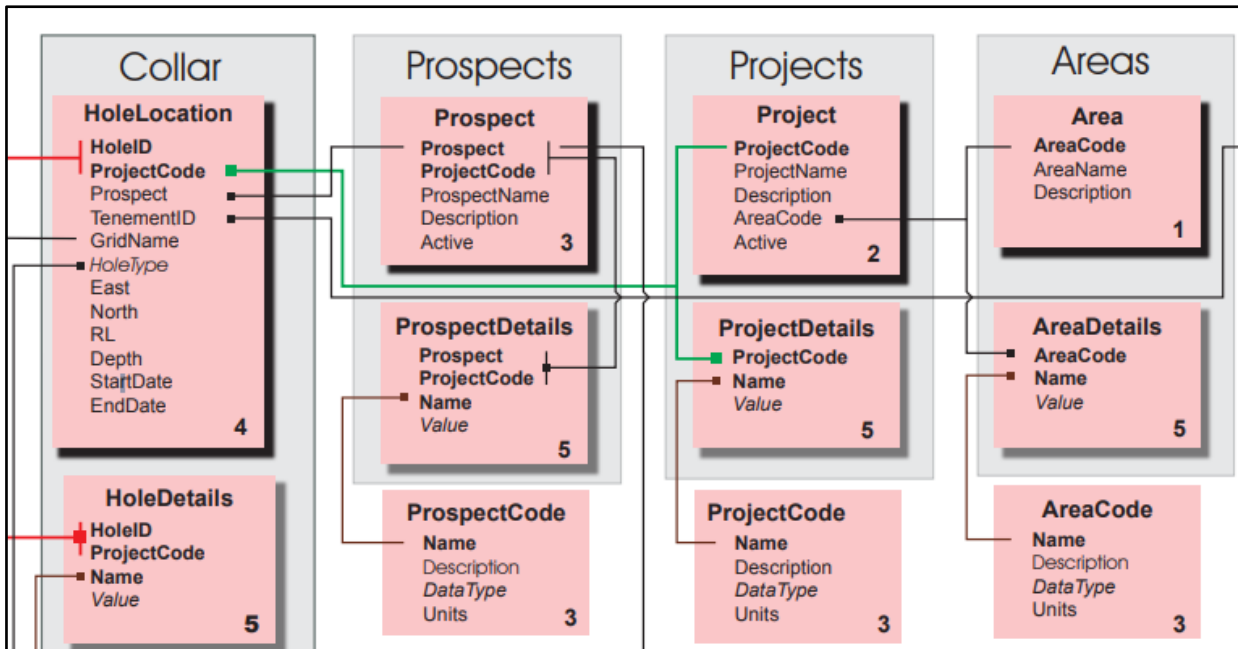 Collar
HoleLocation
HoleID
ProjectCode
Prospect
TenementID
GridName
HoleType
East
North
RL
Depth
StartDate
EndDate
4
HoleDetails
HoleID
ProjectCode
Name
Value
5
Prospects
Prospect
Prospect
ProjectCode
ProspectName
Description
Active
3
ProspectDetails
Prospect
ProjectCode
Name
Value
5
ProspectCode
Name
Description
DataType
Units
3
Projects
Project
ProjectCode
ProjectName
Description
AreaCode
Active
2
ProjectDetails
ProjectCode
Name
Value
5
ProjectCode
Name
Description
DataType
Units
3
Areas
Area
AreaCode
AreaName
Description
1
AreaDetails
AreaCode
Name
Value
5
AreaCode
Name
Description
DataType
Units
3